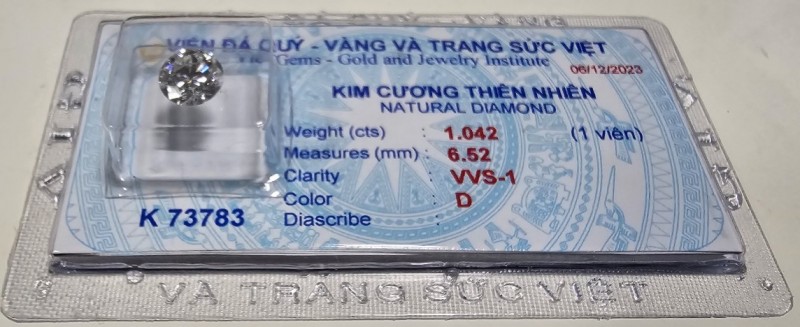 VIỆN ĐÁ QUÝ - VÀNG VÀ TRANG SỨC VIỆT
Gems - Gold and Jewelry Institute
06/12/2023
KIM CƯƠNG THIÊN NHIÊN
NATURAL DIAMOND
Weight (cts) : 1.042 (1 viên)
Measures (mm) : 6.52
Clarity : VVS-1
Color : D
Diascribe :
K 73783
VÀ TRANG SỨC VIỆT